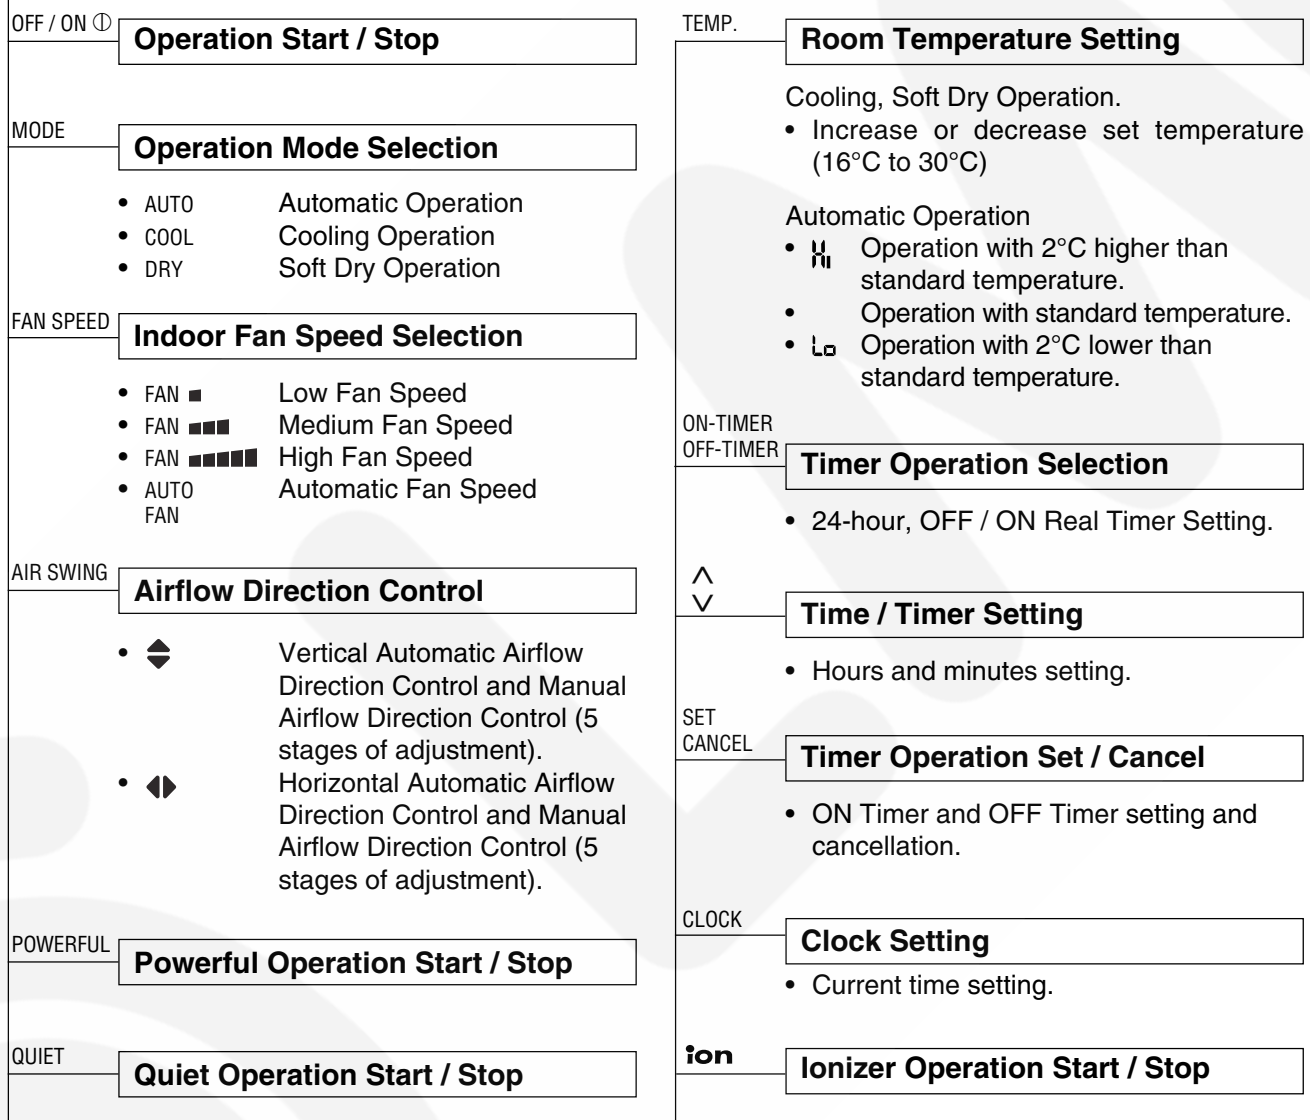 OFF / ON
Operation Start / Stop
MODE
Operation Mode Selection
• AUTO Automatic Operation
• COOL Cooling Operation
• DRY Soft Dry Operation
FAN SPEED
Indoor Fan Speed Selection
• FAN Low Fan Speed
• FAN Medium Fan Speed
• FAN High Fan Speed
• AUTO Automatic Fan Speed
FAN
AIR SWING
Airflow Direction Control
• Vertical Automatic Airflow
Direction Control and Manual
Airflow Direction Control (5
stages of adjustment).
• Horizontal Automatic Airflow
Direction Control and Manual
Airflow Direction Control (5
stages of adjustment).
POWERFUL
Powerful Operation Start / Stop
QUIET
Quiet Operation Start / Stop
TEMP.
Room Temperature Setting
Cooling, Soft Dry Operation.
• Increase or decrease set temperature
(16°C to 30°C)
Automatic Operation
• HI Operation with 2°C higher than
standard temperature.
• Operation with standard temperature.
• Lo Operation with 2°C lower than
standard temperature.
ON-TIMER
OFF-TIMER
Timer Operation Selection
• 24-hour, OFF / ON Real Timer Setting.
Time / Timer Setting
• Hours and minutes setting.
SET
CANCEL
Timer Operation Set / Cancel
• ON Timer and OFF Timer setting and
cancellation.
CLOCK
Clock Setting
• Current time setting.
ion
Ionizer Operation Start / Stop